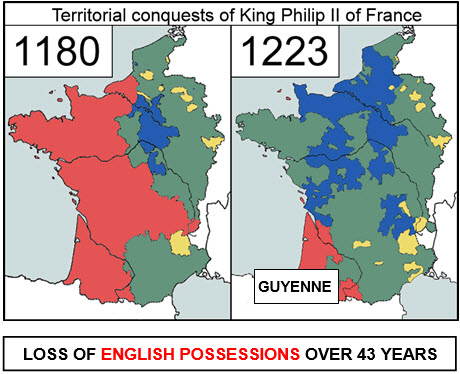 Territorial conquests of King Philip II of France
1180
1223
GUYENNE
LOSS OF ENGLISH POSSESSIONS OVER 43 YEARS